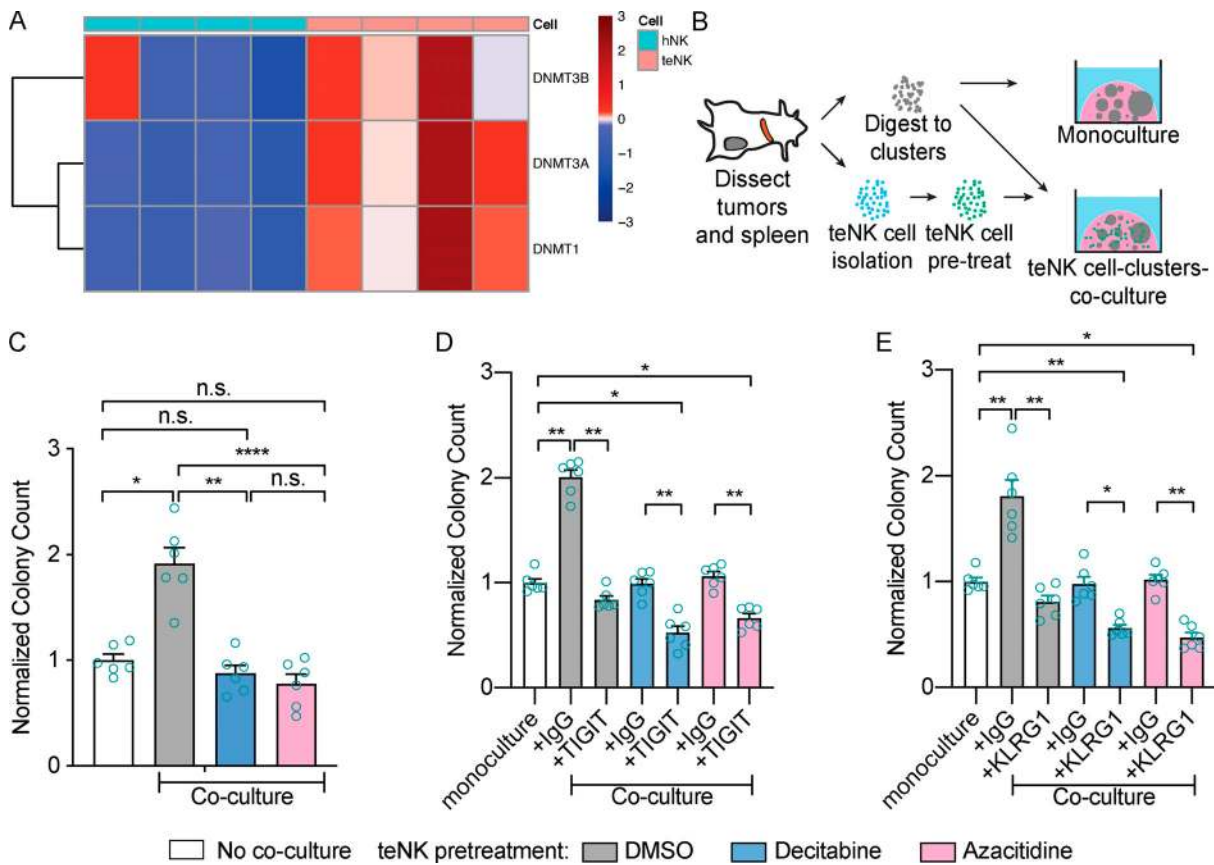 A
Cell
DNMT3B
DNMT3A
DNMT1
3
2
1
0
−1
−2
−3
Cell
hNK
teNK
B
Dissect
tumors
and spleen
Digest to
clusters
teNK cell
isolation
teNK cell
pre-treat
Monoculture
teNK cell-clusters-
co-culture
C
Normalized Colony Count
3
2
1
0
n.s.
n.s.
****
*
**
n.s.
Co-culture
D
Normalized Colony Count
3
2
1
0
*
*
**
**
**
**
monoculture
+IgG
+TIGIT
+IgG
+TIGIT
+IgG
+TIGIT
Co-culture
E
Normalized Colony Count
3
2
1
0
*
**
**
**
*
**
monoculture
+IgG
+KLRG1
+IgG
+KLRG1
+IgG
+KLRG1
Co-culture
No co-culture teNK pretreatment: DMSO Decitabine Azacitidine